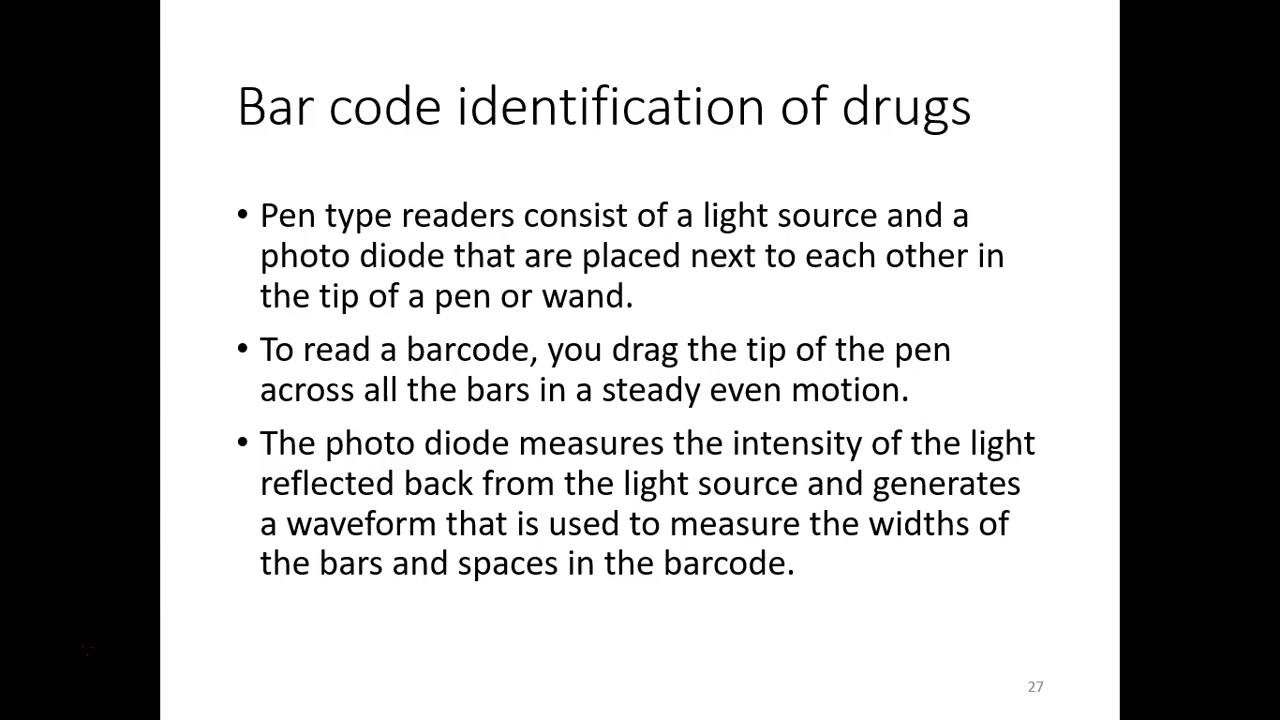 Bar code identification of drugs
• Pen type readers consist of a light source and a
photo diode that are placed next to each other in
the tip of a pen or wand.
• To read a barcode, you drag the tip of the pen
across all the bars in a steady even motion.
• The photo diode measures the intensity of the light
reflected back from the light source and generates
a waveform that is used to measure the widths of
the bars and spaces in the barcode.
27